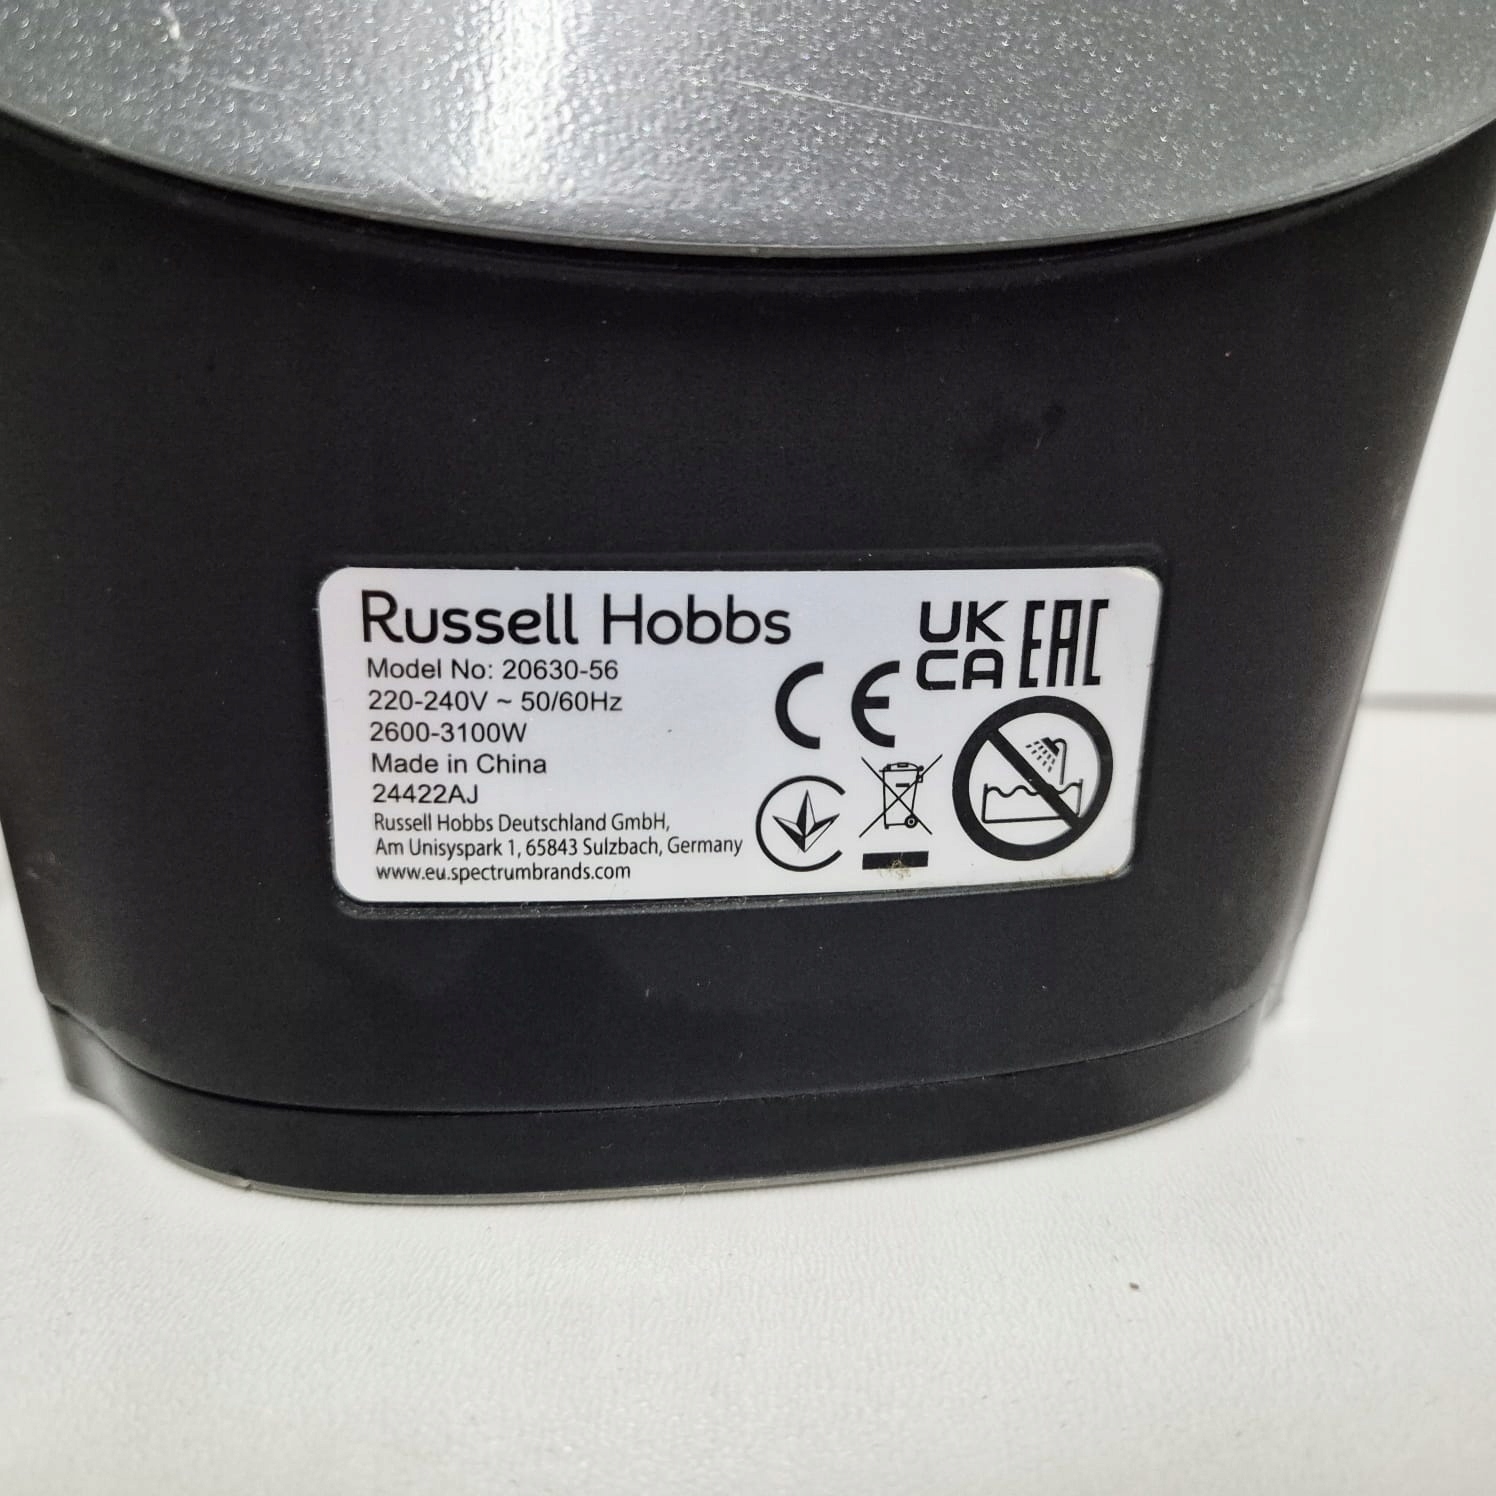 Russell Hobbs
Model No: 20630-56
220-240V ~ 50/60Hz
2600-3100W
Made in China
24422AJ
Russell Hobbs Deutschland GmbH,
Am Unisyspark 1, 65843 Sulzbach, Germany
www.eu.spectrumbrands.com
UK
CA
EAC
CE